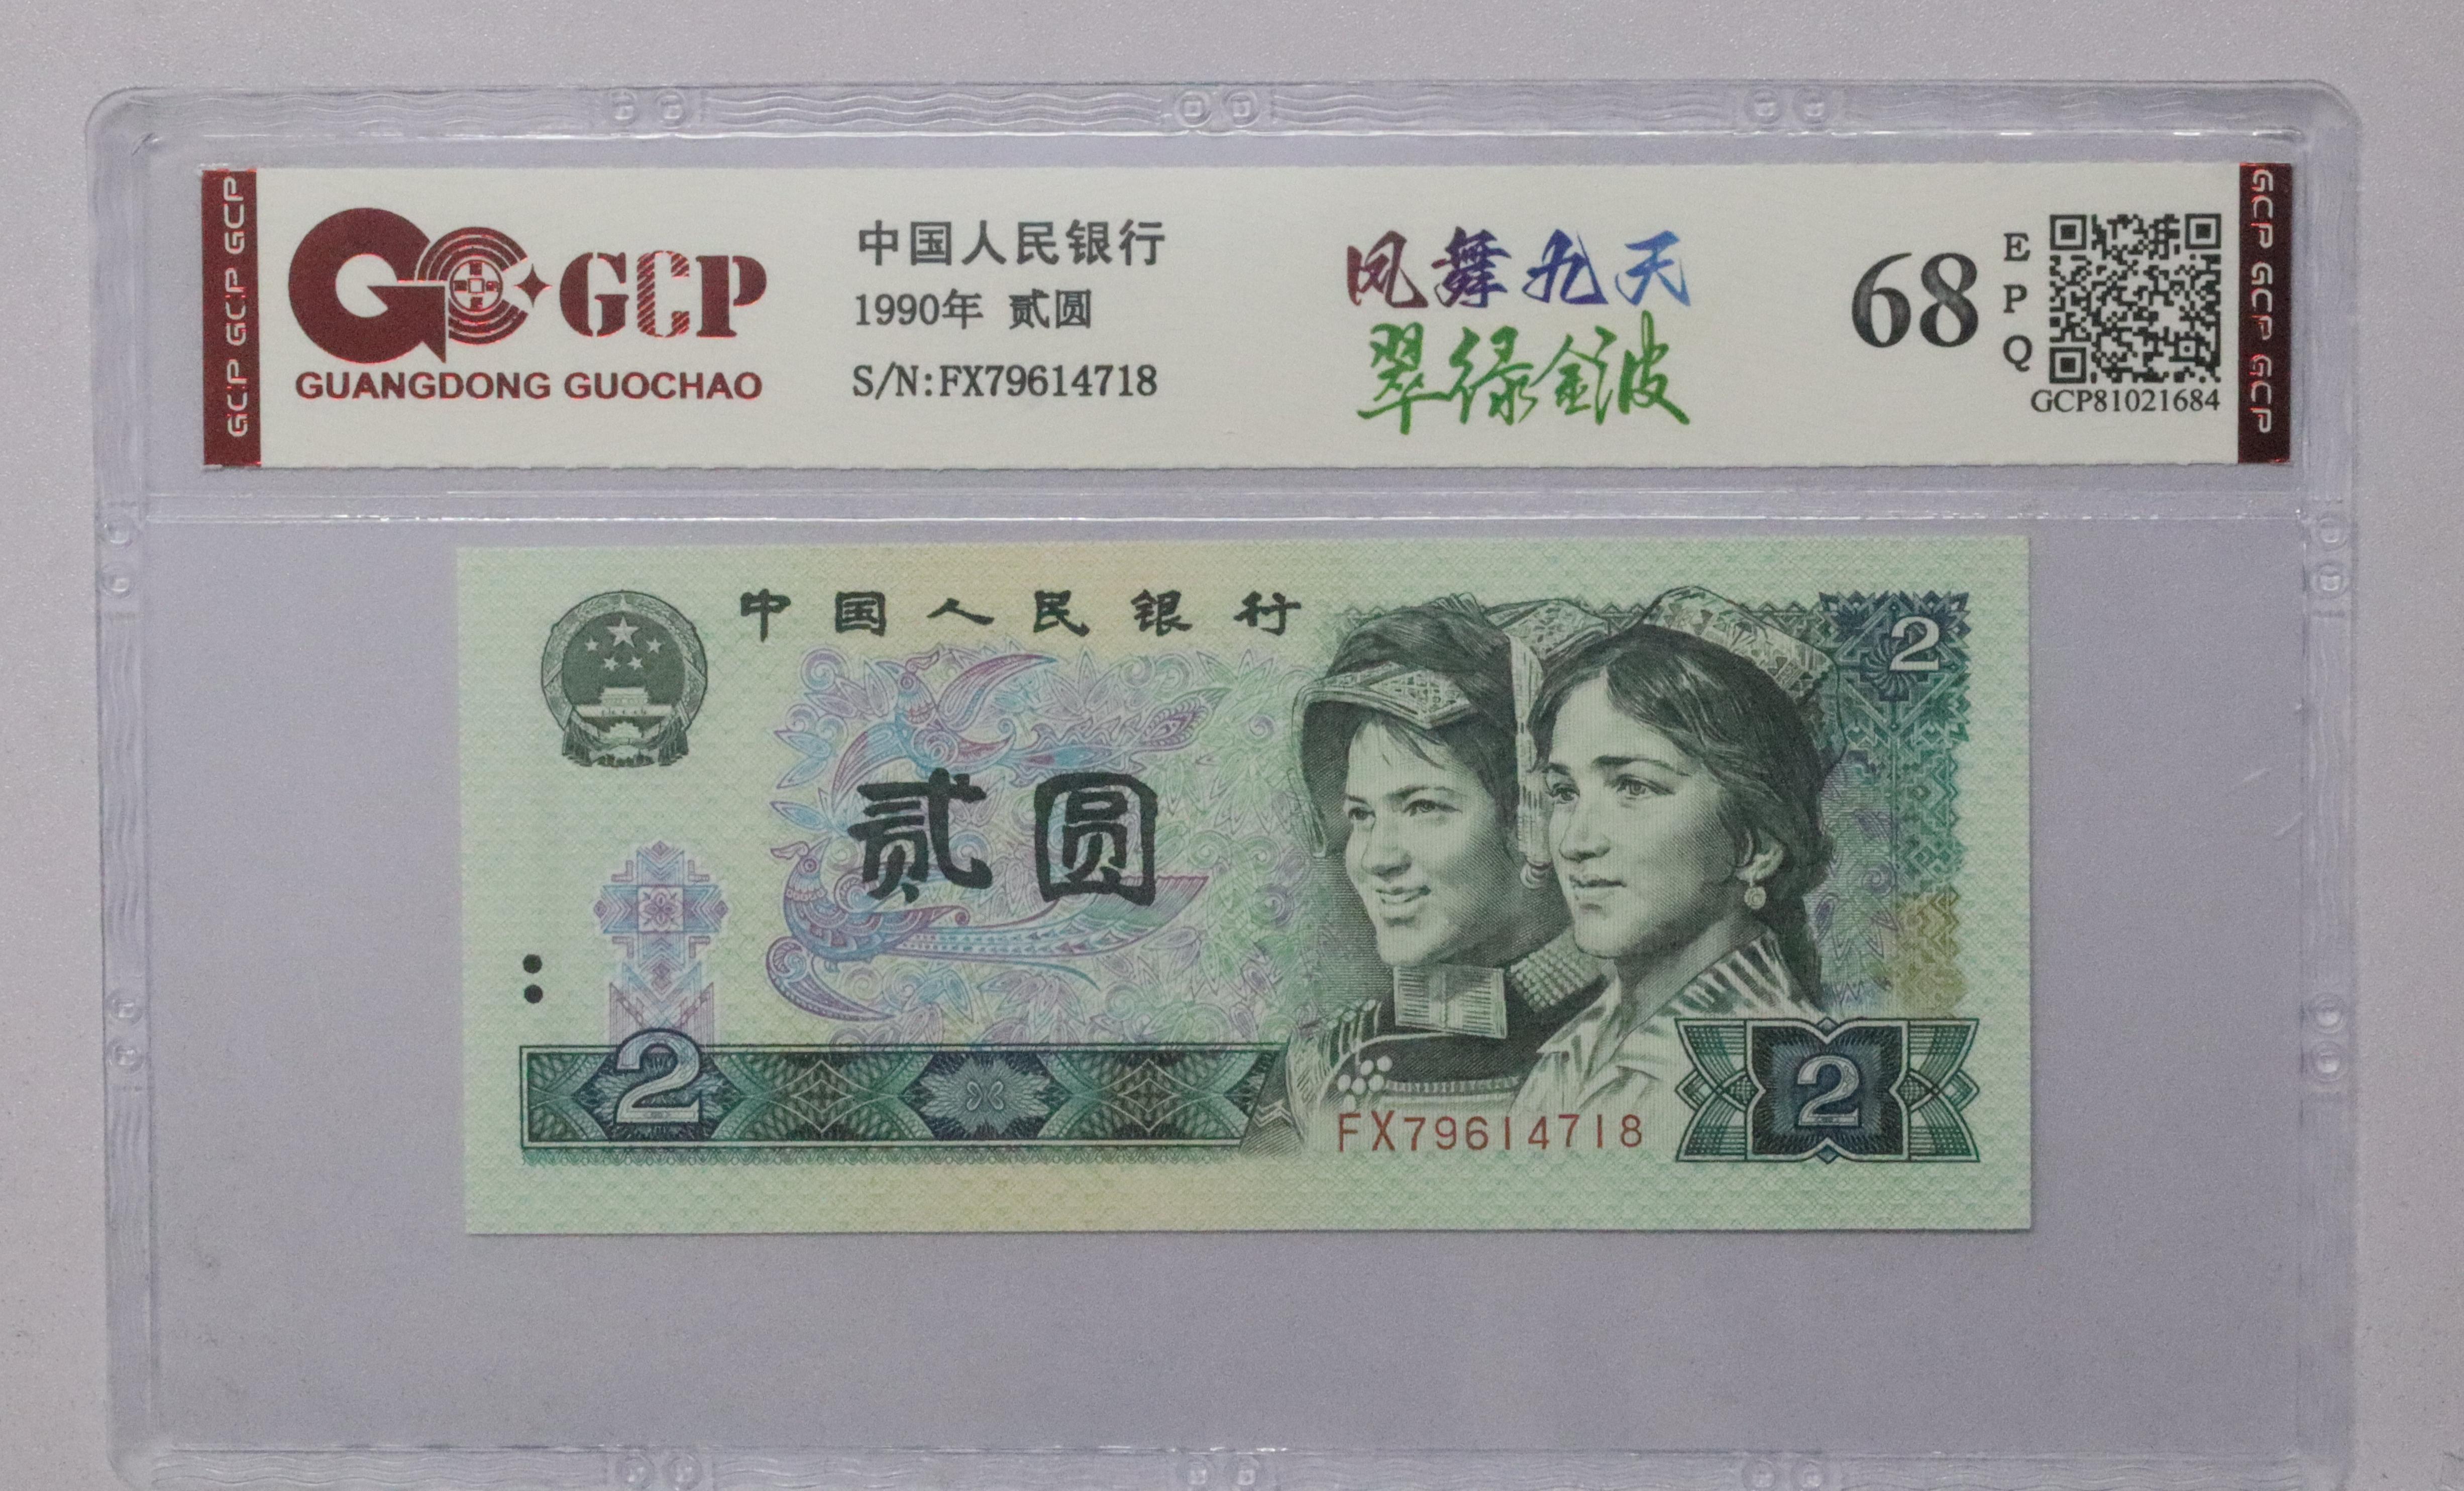 GCP GCP GCP
GCP
GUANGDONG GUOCHAO
中国人民银行
1990年 贰圆
S/N:FX79614718
凤舞九天
翠绿金波
68
E
P
Q
GCP81021684
GCP GCP GCP
中国人民银行
2
贰圆
2
FX79614718
2